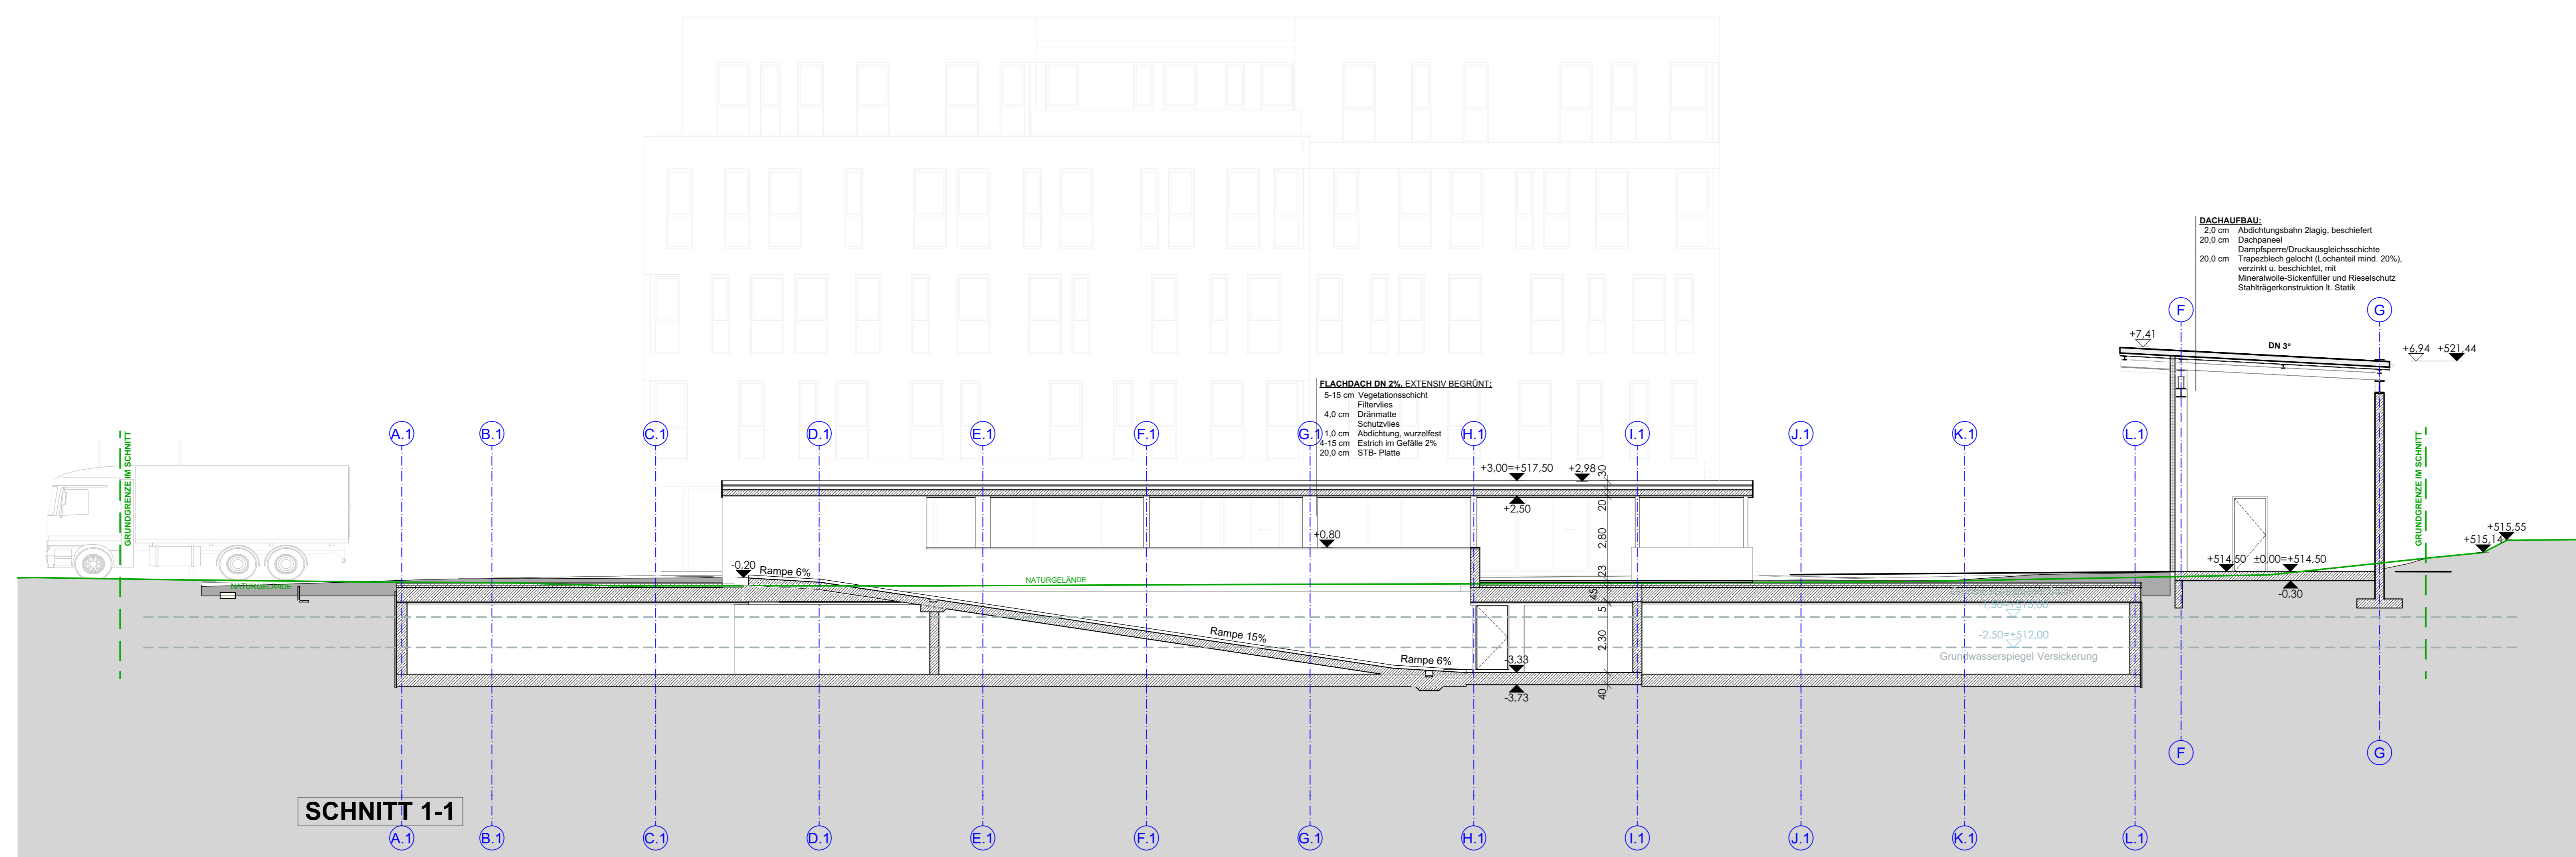 DACHAUFBAU:
2,0 cm Abdichtungsbahn 2lagig, beschiefert
20,0 cm Dachpaneel
Dampfsperre/Druckausgleichsschichte
20,0 cm Trapezblech gelocht (Lochanteil mind. 20%),
verzinkt u. beschichtet, mit
Mineralwolle-Sickenfüller und Rieselschutz
Stahlträgerkonstruktion lt. Statik
F
G
+7,41
DN 3°
+6,94 +521,44
FLACHDACH DN 2%, EXTENSIV BEGRÜNT:
5-15 cm Vegetationsschicht
Filtervlies
4,0 cm Dränmatte
Schutzvlies
1,0 cm Abdichtung, wurzelfest
4-15 cm Estrich im Gefälle 2%
20,0 cm STB- Platte
GRUNDGRENZE IM SCHNITT
A.1
B.1
C.1
D.1
E.1
F.1
G.1
H.1
I.1
J.1
K.1
L.1
GRUNDGRENZE IM SCHNITT
+3,00=+517,50
+2,98
30
+2,50
20
+0,80
2,80
+515,55
+515,14
-0,20
Rampe 6%
23
+514,50
±0,00=+514,50
NATURGELÄNDE
NATURGELÄNDE
-0,30
45
5
Rampe 15%
2,30
-2,50=+512,00
Grundwasserspiegel Versickerung
Rampe 6%
-3,33
-3,73
40
F
G
SCHNITT 1-1
A.1
B.1
C.1
D.1
E.1
F.1
G.1
H.1
I.1
J.1
K.1
L.1